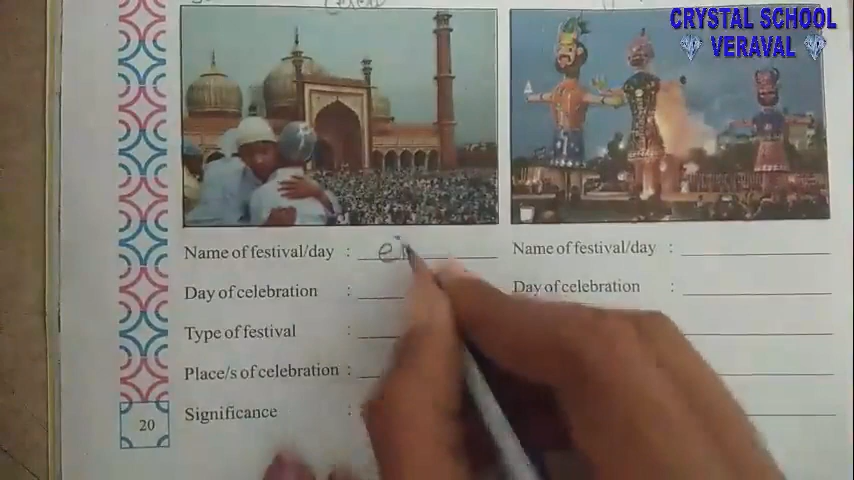 CRYSTAL SCHOOL
VERAVAL
Name of festival/day : ei
Name of festival/day :
Day of celebration :
Day of celebration :
Type of festival :
Place/s of celebration :
Significance :
20